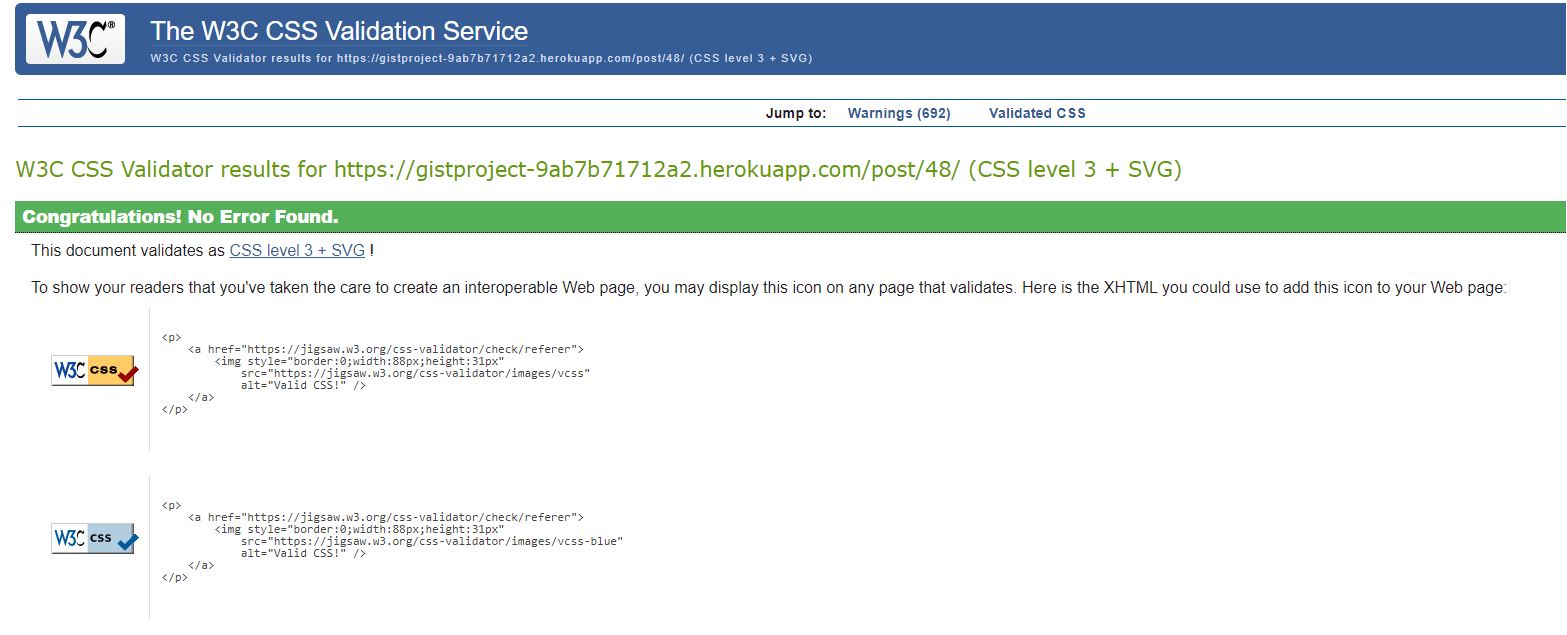 W3C®
The W3C CSS Validation Service
W3C CSS Validator results for https://gistproject-9ab7b71712a2.herokuapp.com/post/48/ (CSS level 3 + SVG)
Jump to: Warnings (692) Validated CSS
W3C CSS Validator results for https://gistproject-9ab7b71712a2.herokuapp.com/post/48/ (CSS level 3 + SVG)
Congratulations! No Error Found.
This document validates as CSS level 3 + SVG !
To show your readers that you've taken the care to create an interoperable Web page, you may display this icon on any page that validates. Here is the XHTML you could use to add this icon to your Web page:
W3C css
<p>
<a href="https://jigsaw.w3.org/css-validator/check/referer">
<img style="border:0;width:88px;height:31px"
src="https://jigsaw.w3.org/css-validator/images/vcss"
alt="Valid CSS!" />
</a>
</p>
W3C css
<p>
<a href="https://jigsaw.w3.org/css-validator/check/referer">
<img style="border:0;width:88px;height:31px"
src="https://jigsaw.w3.org/css-validator/images/vcss-blue"
alt="Valid CSS!" />
</a>
</p>